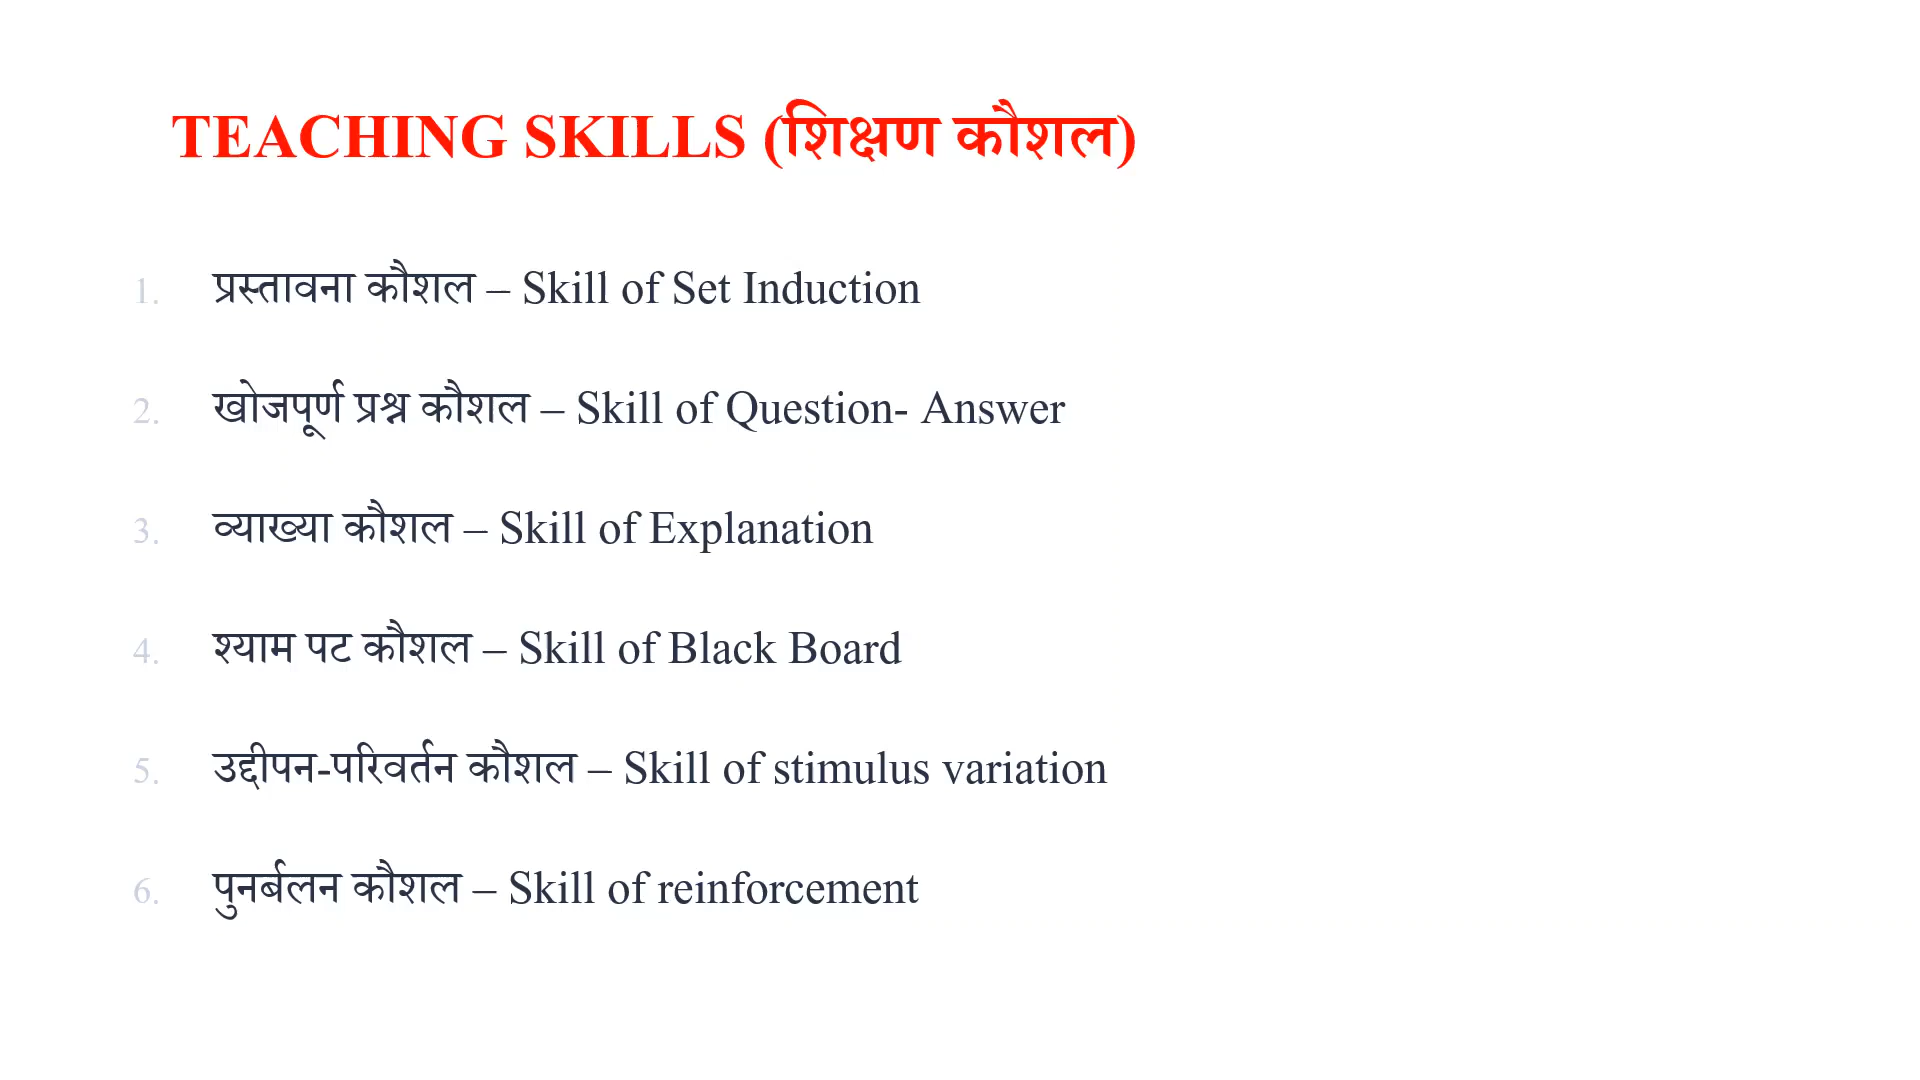 TEACHING SKILLS (शिक्षण कौशल)
1. प्रस्तावना कौशल – Skill of Set Induction
2. खोजपूर्ण प्रश्न कौशल – Skill of Question- Answer
3. व्याख्या कौशल – Skill of Explanation
4. श्याम पट कौशल – Skill of Black Board
5. उद्दीपन-परिवर्तन कौशल – Skill of stimulus variation
6. पुनर्बलन कौशल – Skill of reinforcement